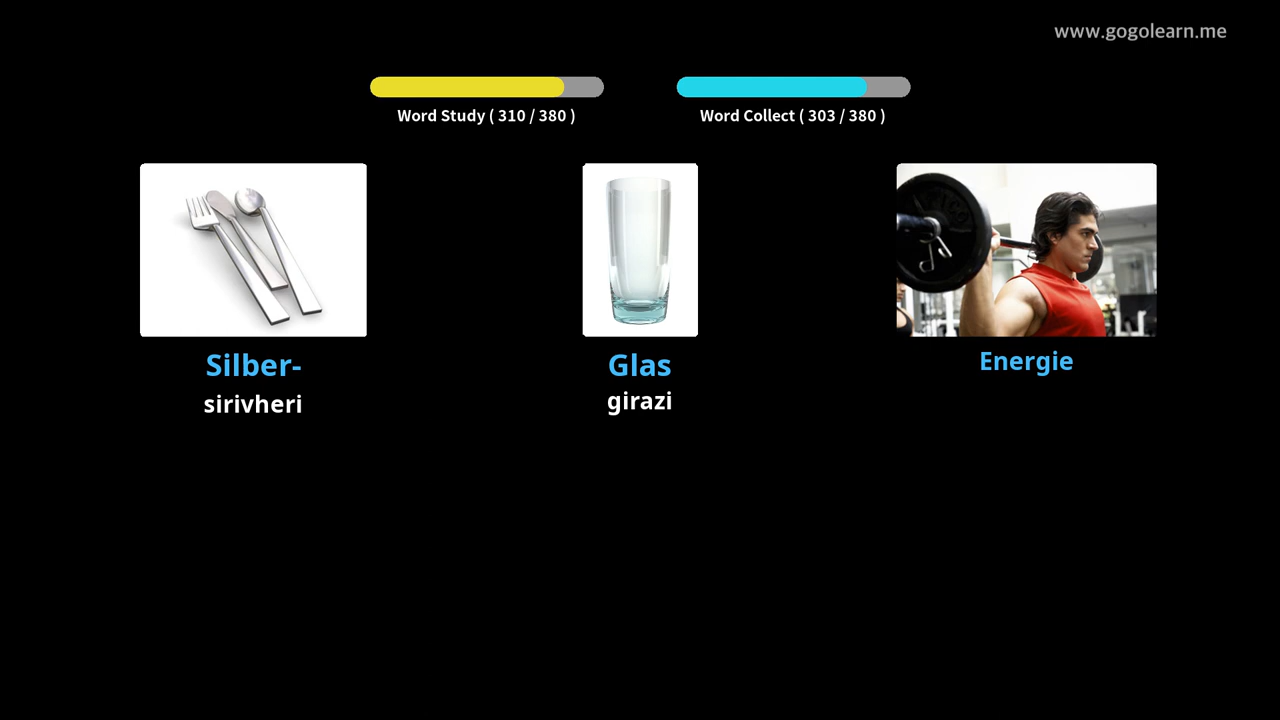 www.gogolearn.me
Word Study ( 310 / 380 )
Word Collect ( 303 / 380 )
Silber-
sirivheri
Glas
girazi
Energie